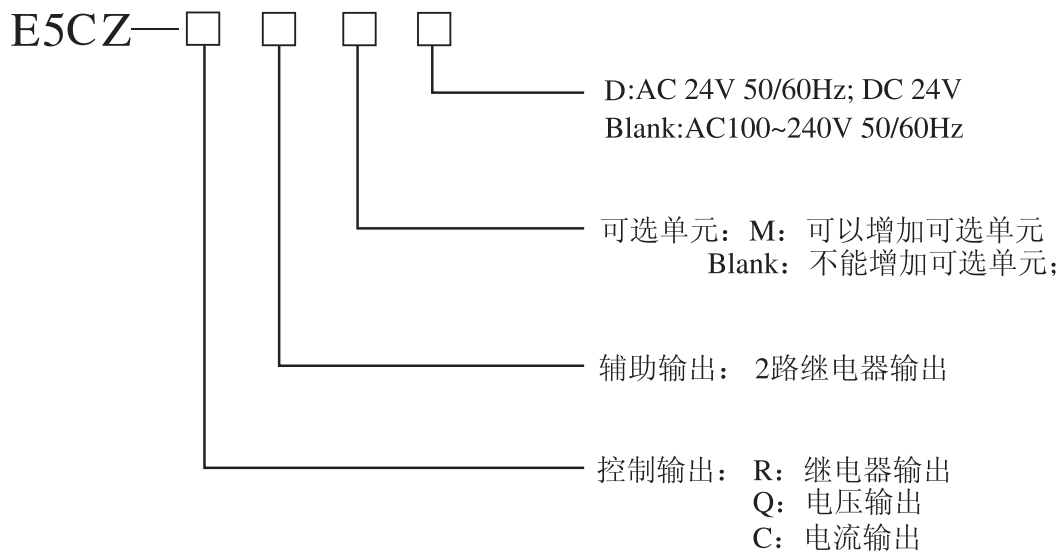 E5CZ—□ □ □ □
D:AC 24V 50/60Hz; DC 24V
Blank:AC100~240V 50/60Hz
可选单元：M：可以增加可选单元
Blank：不能增加可选单元;
辅助输出：2路继电器输出
控制输出：R：继电器输出
Q：电压输出
C：电流输出